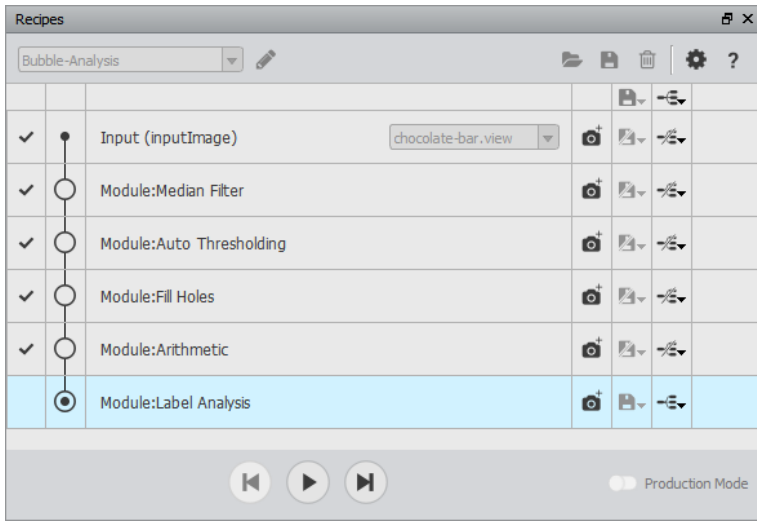 Recipes
Bubble-Analysis
?
Input (inputImage) chocolate-bar.view
Module:Median Filter
Module:Auto Thresholding
Module:Fill Holes
Module:Arithmetic
Module:Label Analysis
Production Mode